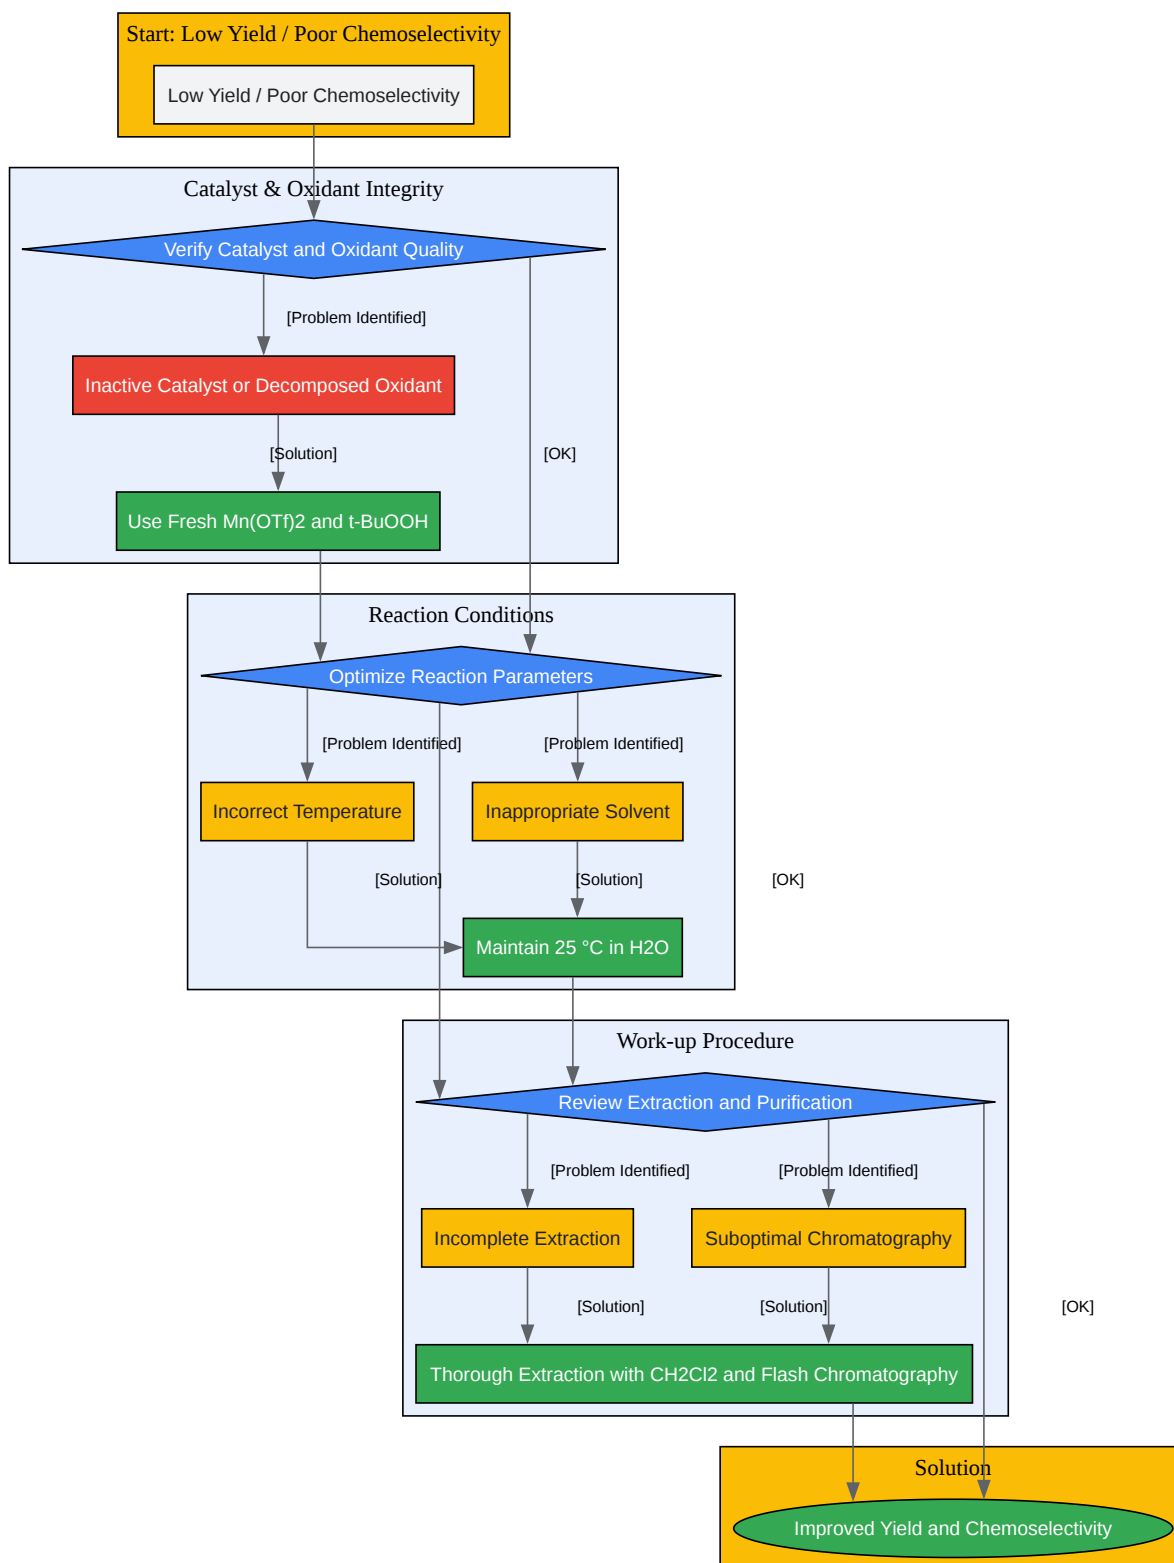 Start: Low Yield / Poor Chemoselectivity
Low Yield / Poor Chemoselectivity
Catalyst & Oxidant Integrity
Verify Catalyst and Oxidant Quality
[Problem Identified]
Inactive Catalyst or Decomposed Oxidant
[Solution]
[OK]
Use Fresh Mn(OTf)2 and t-BuOOH
Reaction Conditions
Optimize Reaction Parameters
[Problem Identified]
[Problem Identified]
Incorrect Temperature
Inappropriate Solvent
[Solution]
[Solution]
[OK]
Maintain 25 °C in H2O
Work-up Procedure
Review Extraction and Purification
[Problem Identified]
[Problem Identified]
Incomplete Extraction
Suboptimal Chromatography
[Solution]
[Solution]
[OK]
Thorough Extraction with CH2Cl2 and Flash Chromatography
Solution
Improved Yield and Chemoselectivity